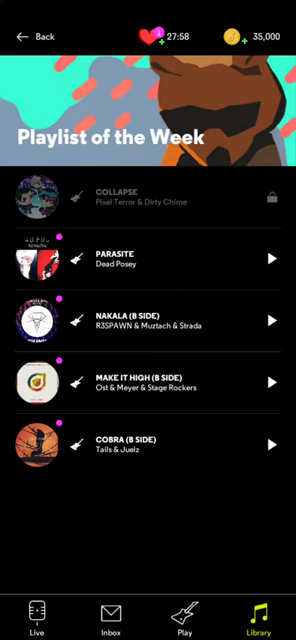 Back
1
27:58
35,000
Playlist of the Week
COLLAPSE
Pixel Terror & Dirty Chime
PARASITE
Dead Posey
NAKALA (B SIDE)
R3SPAWN & Muztach & Strada
MAKE IT HIGH (B SIDE)
Ost & Meyer & Stage Rockers
COBRA (B SIDE)
Tails & Juelz
Live
Inbox
Play
Library